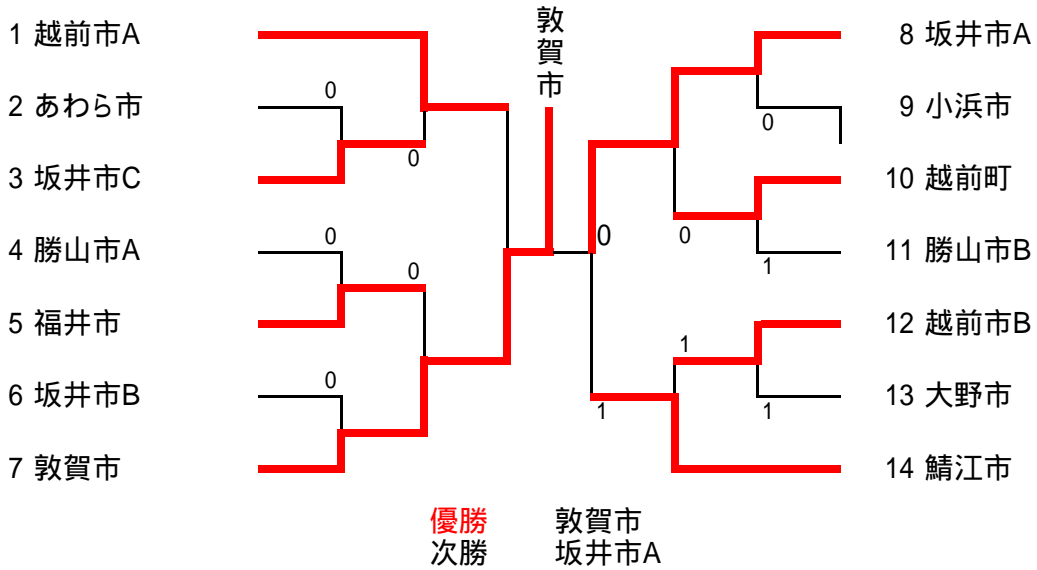 敦賀市
1 越前市A
2 あわら市
3 坂井市C
4 勝山市A
5 福井市
6 坂井市B
7 敦賀市
0
0
0
0
0
8 坂井市A
9 小浜市
10 越前町
11 勝山市B
12 越前市B
13 大野市
14 鯖江市
0
0
0
1
1
1
1
優勝 敦賀市
次勝 坂井市A